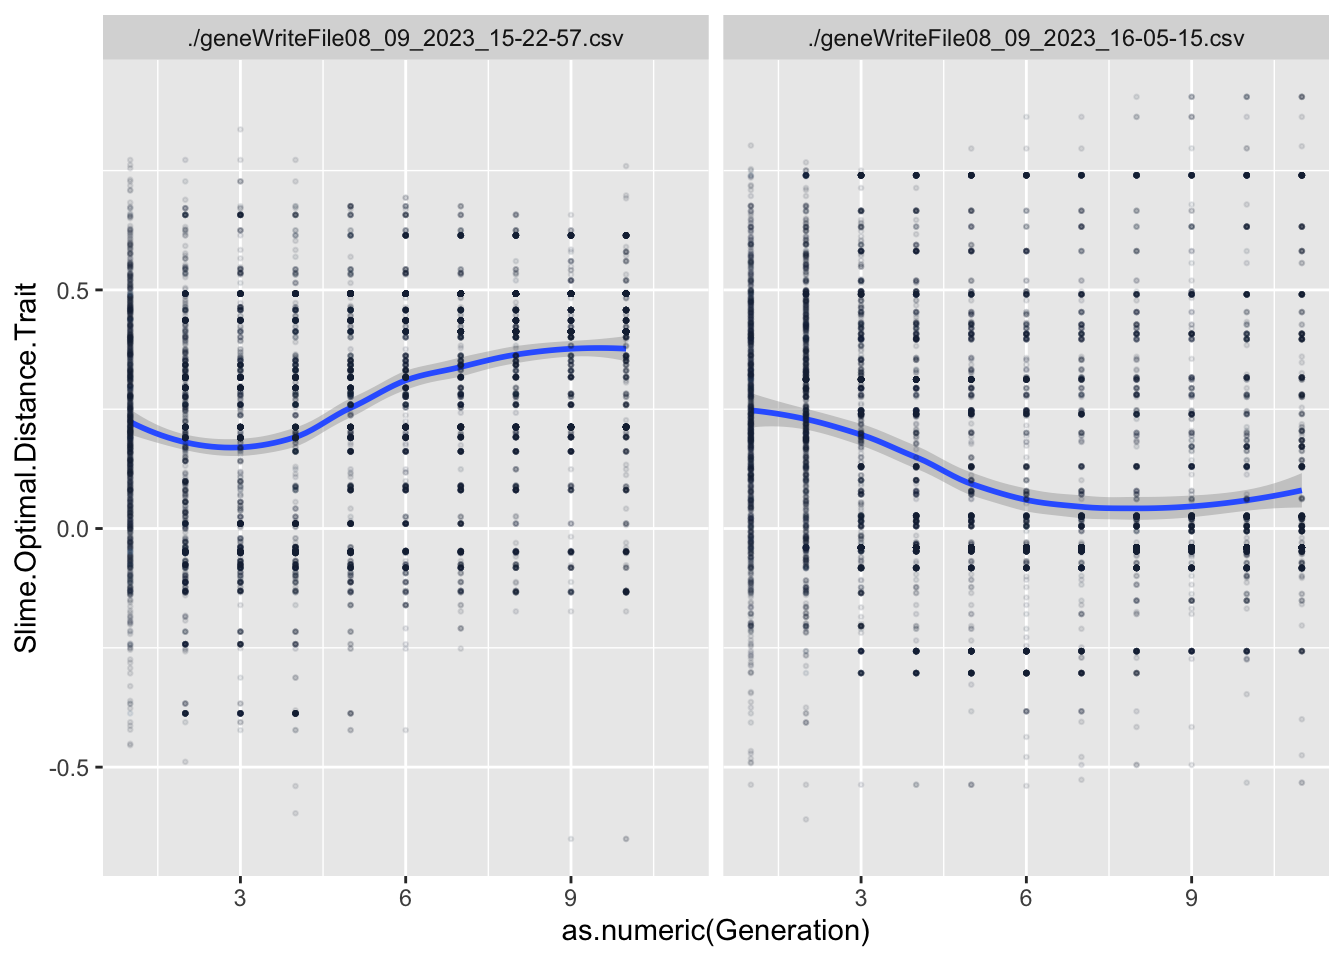 ./geneWriteFile08_09_2023_15-22-57.csv
./geneWriteFile08_09_2023_16-05-15.csv
Slime.Optimal.Distance.Trait
0.5
0.0
-0.5
3
6
9
3
6
9
as.numeric(Generation)